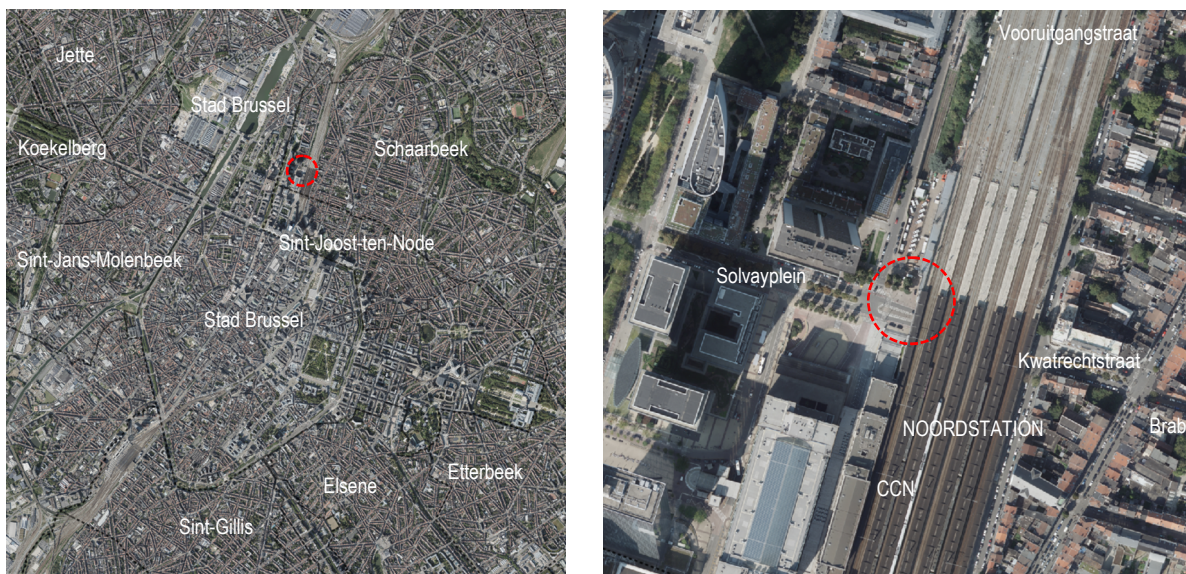 Jette
Stad Brussel
Koekelberg
Schaarbeek
Sint-Joost-ten-Node
Sint-Jans-Molenbeek
Stad Brussel
Etterbeek
Elsene
Sint-Gillis
Vooruitgangstraat
Solvayplein
Kwatrechtstraat
NOORDSTATION
Brab
CCN